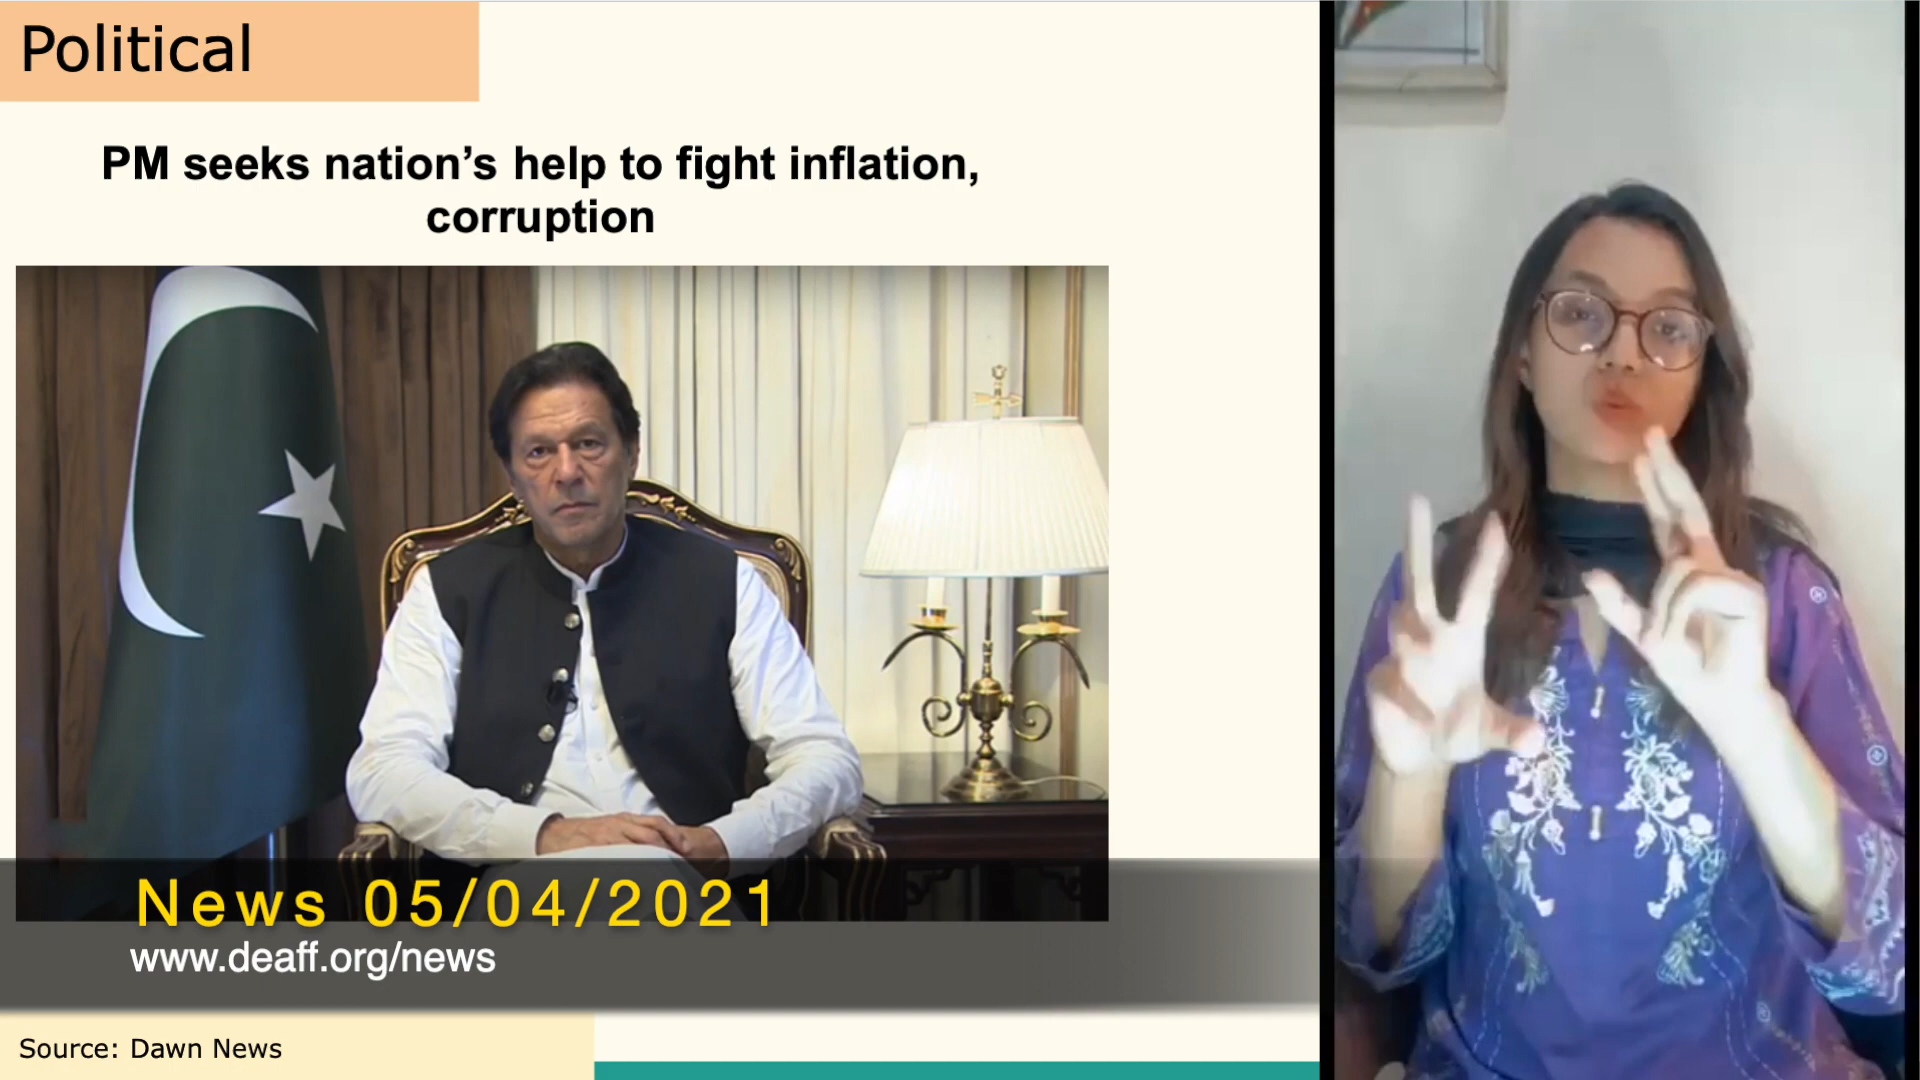 Political
PM seeks nation’s help to fight inflation,
corruption
News 05/04/2021
www.deaff.org/news
Source: Dawn News